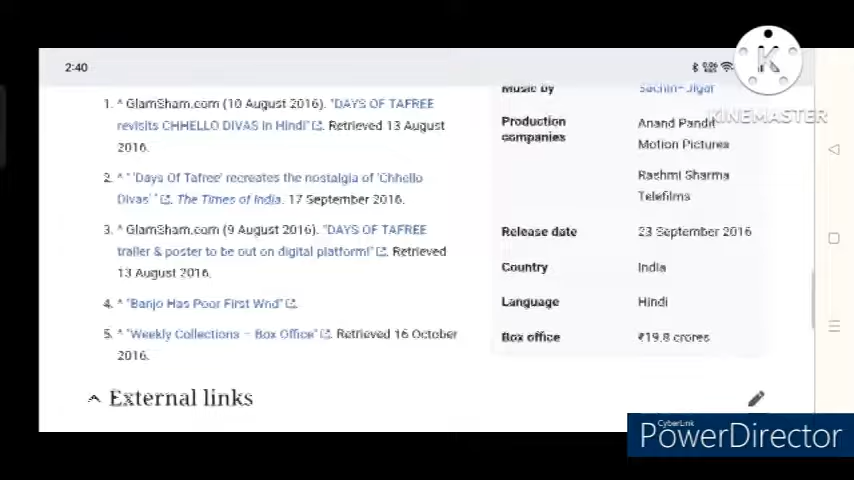 2:40
KINEMASTER
1. ^ GlamSham.com (10 August 2016). "DAYS OF TAFREE
revisits CHHELLO DIVAS in Hindi". Retrieved 13 August
2016.
2. ^ "'Days Of Tafree' recreates the nostalgia of 'Chhello
Divas' ". The Times of India. 17 September 2016.
3. ^ GlamSham.com (9 August 2016). "DAYS OF TAFREE
trailer & poster to be out on digital platform!". Retrieved
13 August 2016.
4. ^ "Banjo Has Poor First Wnd".
5. ^ "Weekly Collections – Box Office". Retrieved 16 October
2016.
Music by Sachin–Jigar
Production
companies
Anand Pandit
Motion Pictures
Rashmi Sharma
Telefilms
Release date 23 September 2016
Country India
Language Hindi
Box office ₹19.8 crores
External links
CyberLink
PowerDirector